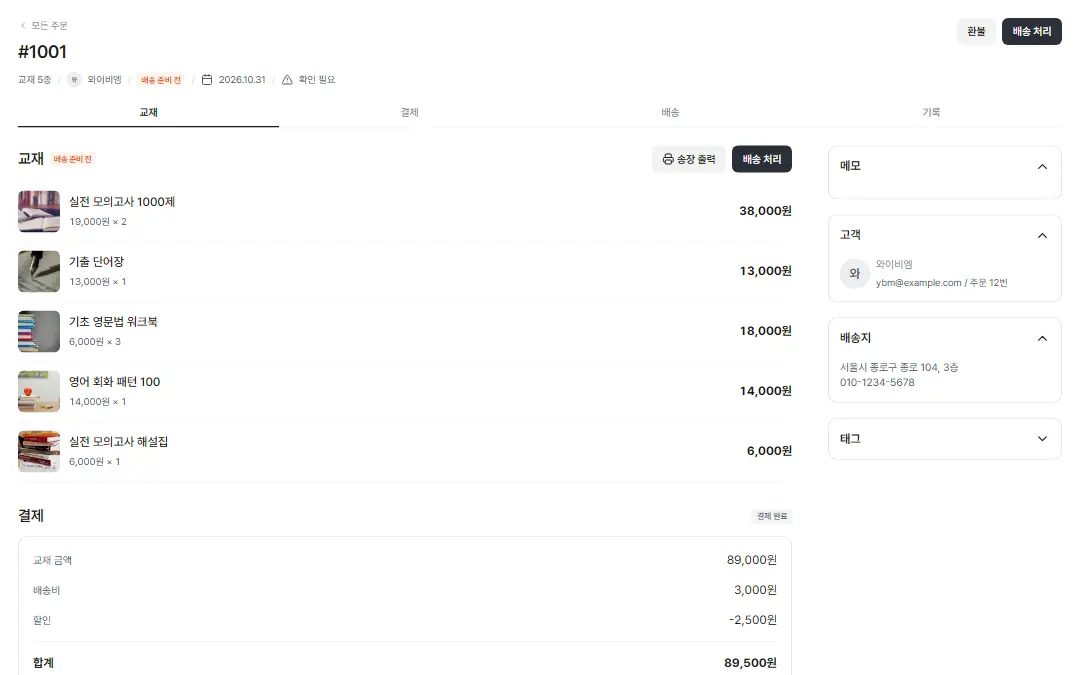 모든 주문
#1001
환불
배송 처리
교재 5종 / 와 와이비엠 / 배송 준비 전 / 2026.10.31 / 확인 필요
교재
결제
배송
기록
교재 배송 준비 전
송장 출력
배송 처리
실전 모의고사 1000제
19,000원 × 2
38,000원
기출 단어장
13,000원 × 1
13,000원
기초 영문법 워크북
6,000원 × 3
18,000원
영어 회화 패턴 100
14,000원 × 1
14,000원
실전 모의고사 해설집
6,000원 × 1
6,000원
결제
결제 완료
교재 금액
89,000원
배송비
3,000원
할인
-2,500원
합계
89,500원
메모
고객
와
와이비엠
ybm@example.com / 주문 12번
배송지
서울시 종로구 종로 104, 3층
010-1234-5678
태그